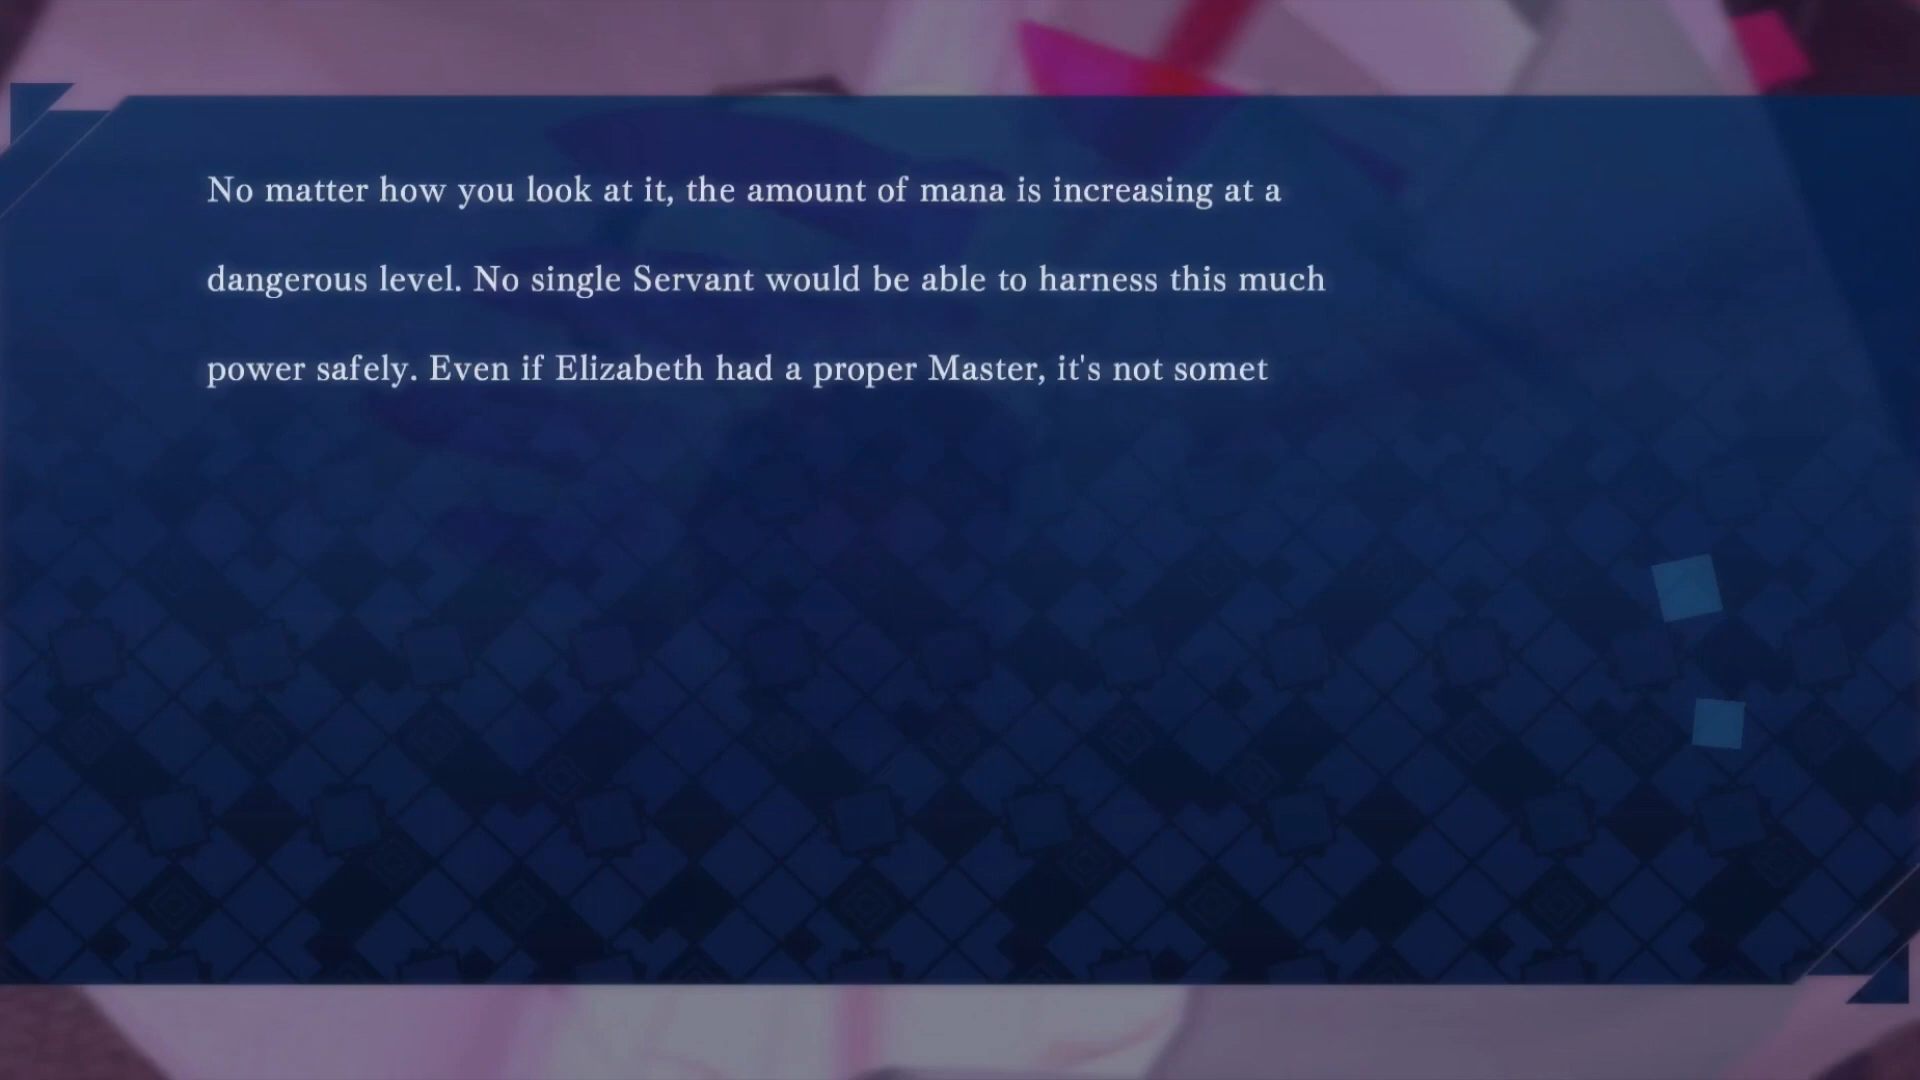 No matter how you look at it, the amount of mana is increasing at a
dangerous level. No single Servant would be able to harness this much
power safely. Even if Elizabeth had a proper Master, it's not somet